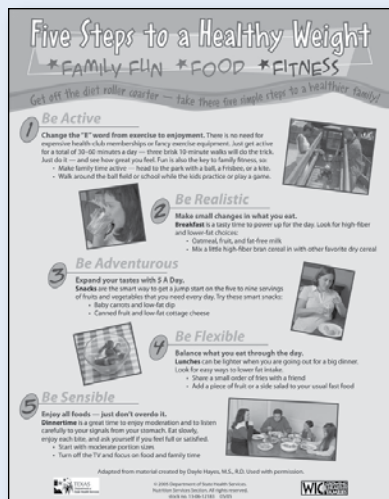 Five Steps to a Healthy Weight
FAMILY FUN FOOD FITNESS
Get off the diet roller coaster — take these five simple steps to a healthier family!
1 Be Active
Change the "E" word from exercise to enjoyment. There is no need for
expensive health-club memberships or fancy exercise equipment. Just get active
for a total of 30–60 minutes a day — three brisk 10-minute walks will do the trick.
Just do it — and see how great you feel. Fun is also the key to family fitness, so:
• Make family time active — head to the park with a ball, a Frisbee, or a kite.
• Walk around the ball field or school while the kids practice or play a game.
2 Be Realistic
Make small changes in what you eat.
Breakfast is a tasty time to power up for the day. Look for high-fiber
and lower-fat choices:
• Oatmeal, fruit, and fat-free milk
• Mix a little high-fiber bran cereal in with other favorite dry cereal
3 Be Adventurous
Expand your tastes with 5 A Day.
Snacks are the smart way to get a jump start on the five to nine servings
of fruits and vegetables that you need every day. Try these smart snacks:
• Baby carrots and low-fat dip
• Canned fruit and low-fat cottage cheese
4 Be Flexible
Balance what you eat through the day.
Lunches can be lighter when you are going out for a big dinner.
Look for easy ways to lower fat intake.
• Share a small order of fries with a friend
• Add a piece of fruit or a side salad to your usual fast food
5 Be Sensible
Enjoy all foods — just don't overdo it.
Dinnertime is a great time to enjoy moderation and to listen
carefully to your signals from your stomach. Eat slowly,
enjoy each bite, and ask yourself if you feel full or satisfied.
• Start with moderate portion sizes
• Turn off the TV and focus on food and family time
Adapted from material created by Dayle Hayes, M.S., R.D. Used with permission.
TEXAS
Department of State Health Services
© 2005 Department of State Health Services.
Nutrition Services Section. All rights reserved.
WIC